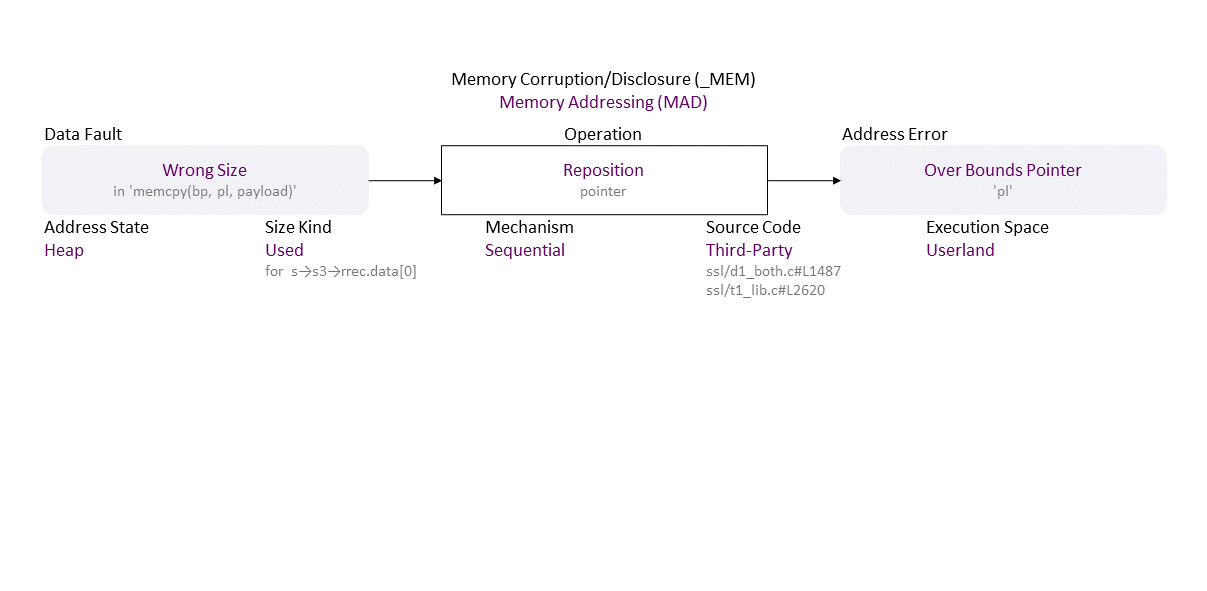 Memory Corruption/Disclosure (_MEM)
Memory Addressing (MAD)
Data Fault
Operation
Address Error
Wrong Size
in 'memcpy(bp, pl, payload)'
Reposition
pointer
Over Bounds Pointer
'pl'
Address State
Heap
Size Kind
Used
for s→s3→rrec.data[0]
Mechanism
Sequential
Source Code
Third-Party
ssl/d1_both.c#L1487
ssl/t1_lib.c#L2620
Execution Space
Userland